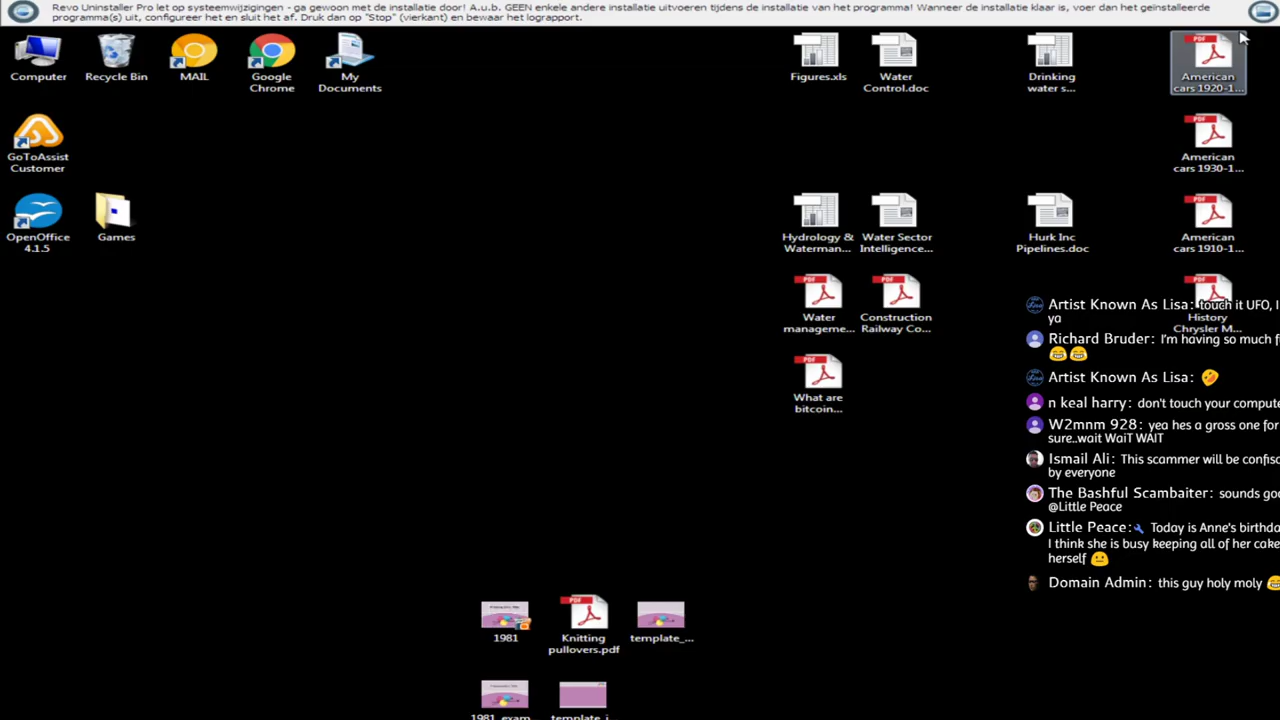 Revo Uninstaller Pro let op systeemwijzigingen - ga gewoon met de installatie door! A.u.b. GEEN enkele andere installatie uitvoeren tijdens de installatie van het programma! Wanneer de installatie klaar is, voer dan het geïnstalleerde
programma(s) uit, configureer het en sluit het af. Druk dan op "Stop" (vierkant) en bewaar het lograpport.
Computer
Recycle Bin
MAIL
Google
Chrome
My
Documents
Figures.xls
Water
Control.doc
Drinking
water s...
PDF
American
cars 1920-1...
GoToAssist
Customer
PDF
American
cars 1930-1...
OpenOffice
4.1.5
Games
Hydrology &
Waterman...
Water Sector
Intelligence...
Hurk Inc
Pipelines.doc
PDF
American
cars 1910-1...
PDF
Water
manageme...
PDF
Construction
Railway Co...
PDF
History
Chrysler M...
PDF
What are
bitcoin...
Artist Known As Lisa: touch it UFO, I
ya
Richard Bruder: I'm having so much f
😂😂
Artist Known As Lisa: 🤣
n keal harry: don't touch your compute
W2mnm 928: yea hes a gross one for
sure..wait WaiT WAIT
Ismail Ali: This scammer will be confisc
by everyone
The Bashful Scambaiter: sounds goo
@Little Peace
Little Peace: Today is Anne's birthda
I think she is busy keeping all of her cake
herself 😐
Domain Admin: this guy holy moly 😂
1981
PDF
Knitting
pullovers.pdf
template_...
1981_exam
template_i...